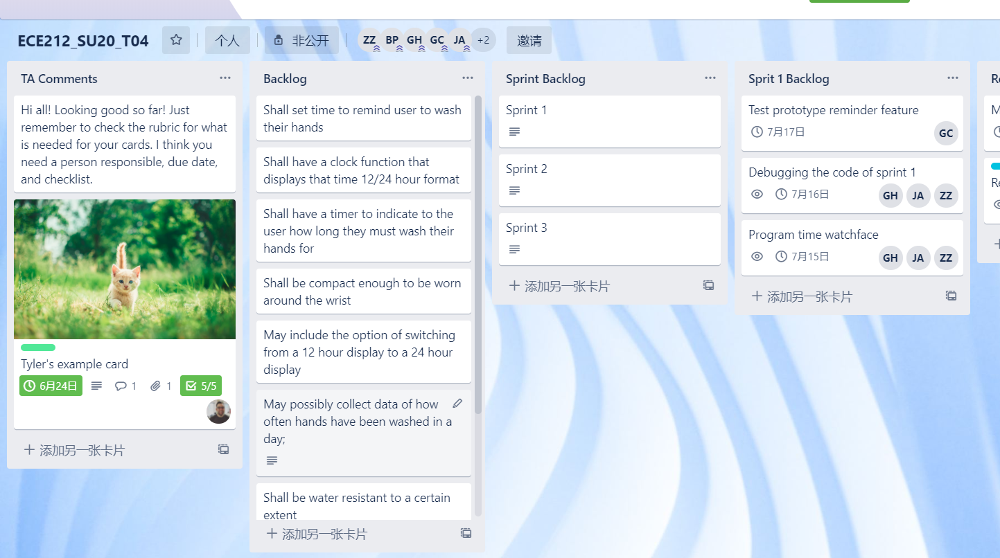 ECE212_SU20_T04
个人
非公开
ZZ BP GH GC JA +2
邀请
TA Comments
Hi all! Looking good so far! Just
remember to check the rubric for what
is needed for your cards. I think you
need a person responsible, due date,
and checklist.
Tyler's example card
6月24日 1 1 5/5
+ 添加另一张卡片
Backlog
Shall set time to remind user to wash
their hands
Shall have a clock function that
displays that time 12/24 hour format
Shall have a timer to indicate to the
user how long they must wash their
hands for
Shall be compact enough to be worn
around the wrist
May include the option of switching
from a 12 hour display to a 24 hour
display
May possibly collect data of how
often hands have been washed in a
day;
Shall be water resistant to a certain
extent
+ 添加另一张卡片
Sprint Backlog
Sprint 1
Sprint 2
Sprint 3
+ 添加另一张卡片
Sprit 1 Backlog
Test prototype reminder feature
7月17日
GC
Debugging the code of sprint 1
7月16日
GH JA ZZ
Program time watchface
7月15日
GH JA ZZ
+ 添加另一张卡片